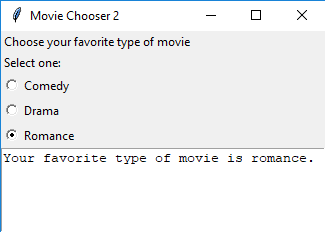 Movie Chooser 2
Choose your favorite type of movie
Select one:
Comedy
Drama
Romance
Your favorite type of movie is romance.